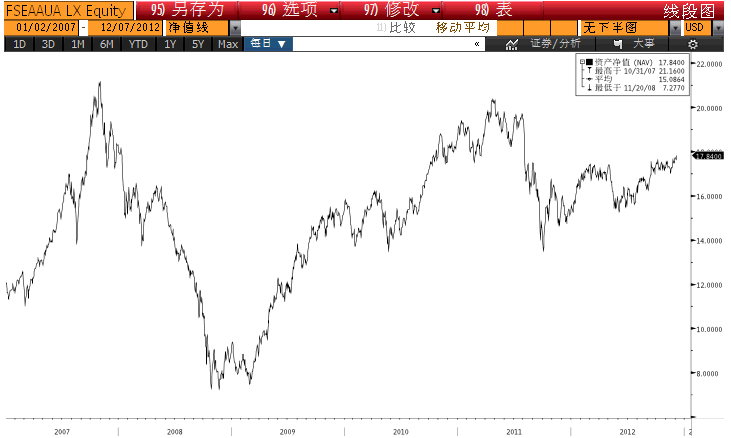 FSEAAUA LX Equity 95) 另存为 96) 选项 97) 修改 98) 表 线段图
01/02/2007 - 12/07/2012 净值线 11) 比较 移动平均 无下半图 USD
1D 3D 1M 6M YTD 1Y 5Y Max 每日 ▼ « 证券/分析 大事
资产净值 (NAV) 17.8400
最高于 10/31/07 21.1600
平均 15.0864
最低于 11/20/08 7.2770
22.0000
20.0000
18.0000
17.8400
16.0000
14.0000
12.0000
10.0000
8.0000
2007 2008 2009 2010 2011 2012 2